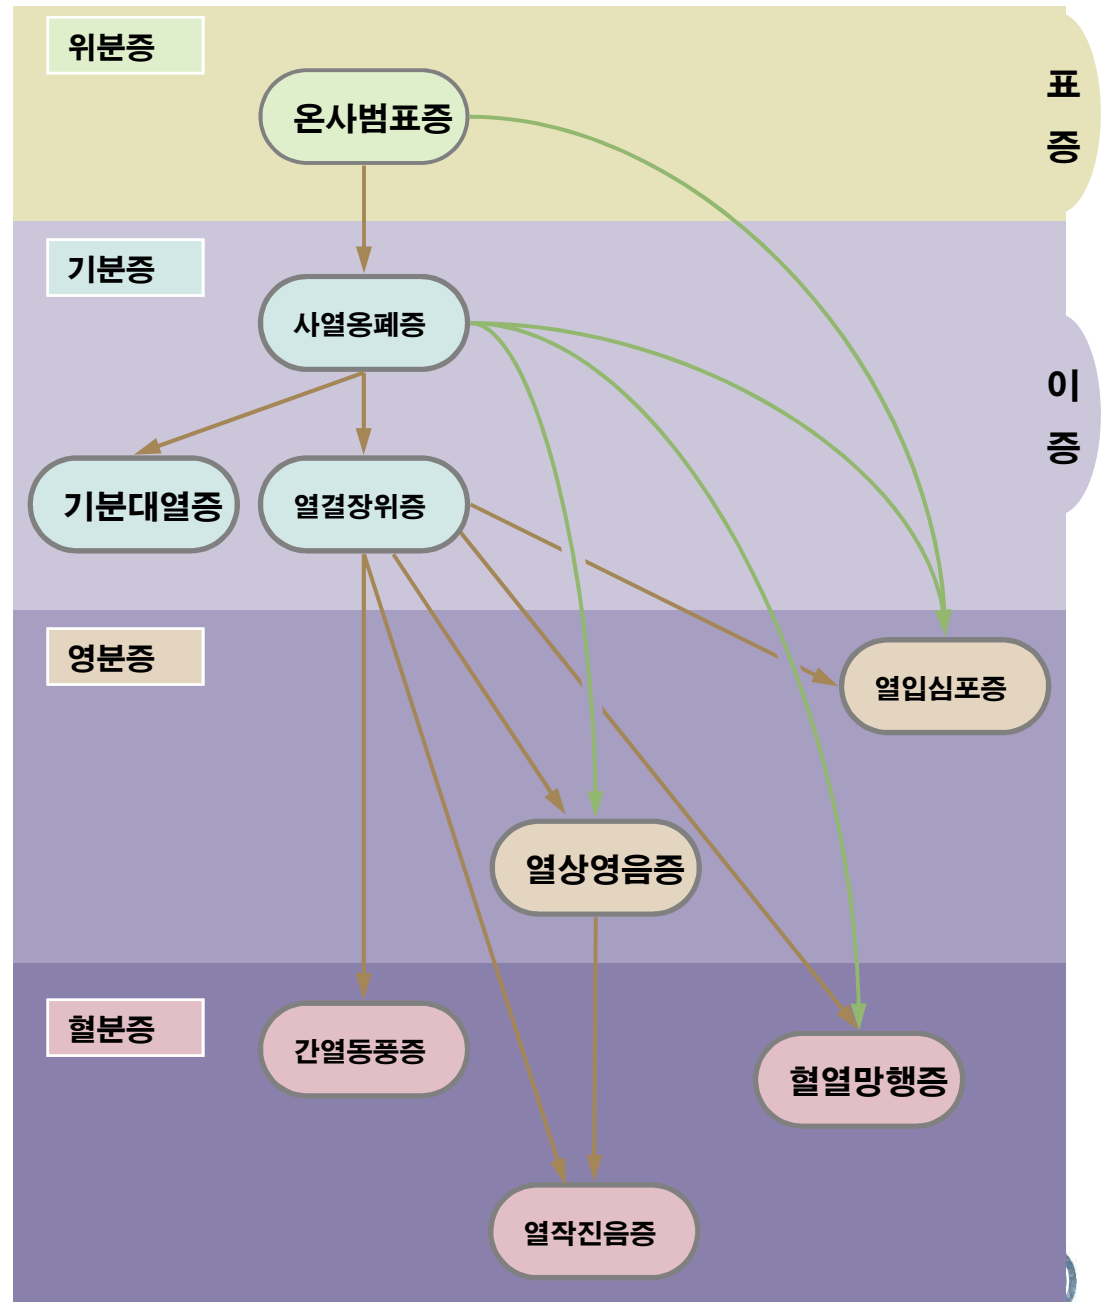 위분증
온사범표증
표
증
기분증
사열옹폐증
이
증
기분대열증
열결장위증
영분증
열입심포증
열상영음증
혈분증
간열동풍증
혈열망행증
열작진음증